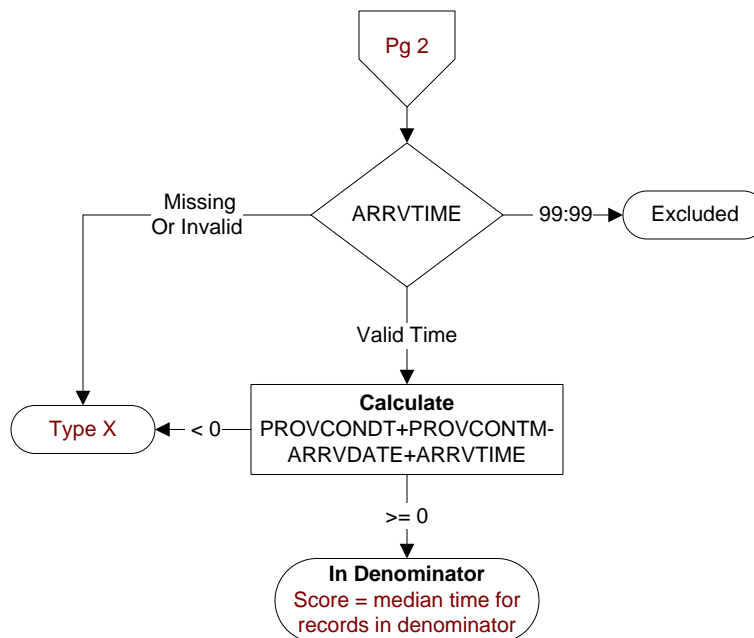 Pg 2
Missing
Or Invalid
ARRVTIME
99:99
Excluded
Valid Time
Type X
< 0
Calculate
PROVCONDT+PROVCONTM-
ARRVDATE+ARRVTIME
>= 0
In Denominator
Score = median time for
records in denominator